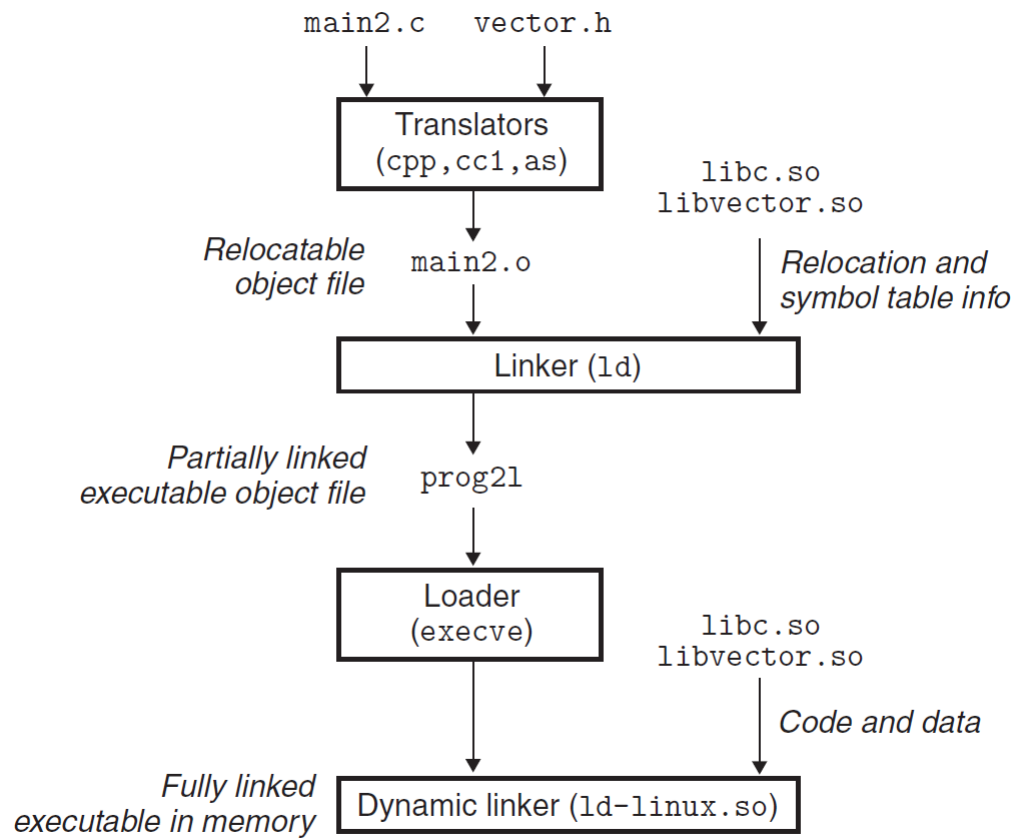 main2.c vector.h
Translators
(cpp,cc1,as)
libc.so
libvector.so
Relocatable
object file
main2.o
Relocation and
symbol table info
Linker (ld)
Partially linked
executable object file
prog2l
Loader
(execve)
libc.so
libvector.so
Code and data
Fully linked
executable in memory
Dynamic linker (ld-linux.so)